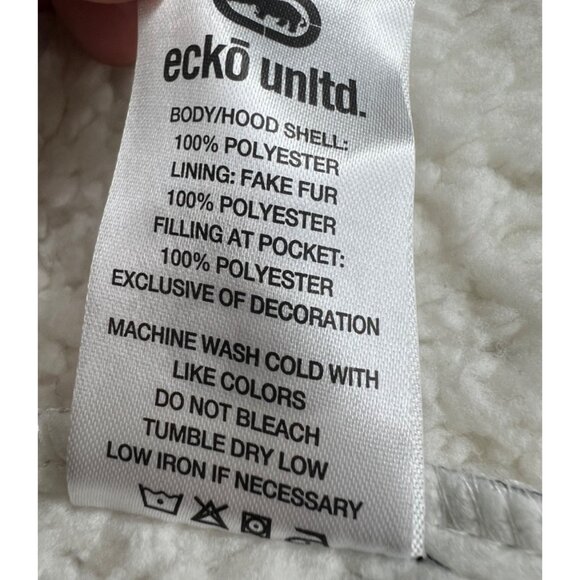 eckō unltd.
BODY/HOOD SHELL:
100% POLYESTER
LINING: FAKE FUR
100% POLYESTER
FILLING AT POCKET:
100% POLYESTER
EXCLUSIVE OF DECORATION
MACHINE WASH COLD WITH
LIKE COLORS
DO NOT BLEACH
TUMBLE DRY LOW
LOW IRON IF NECESSARY